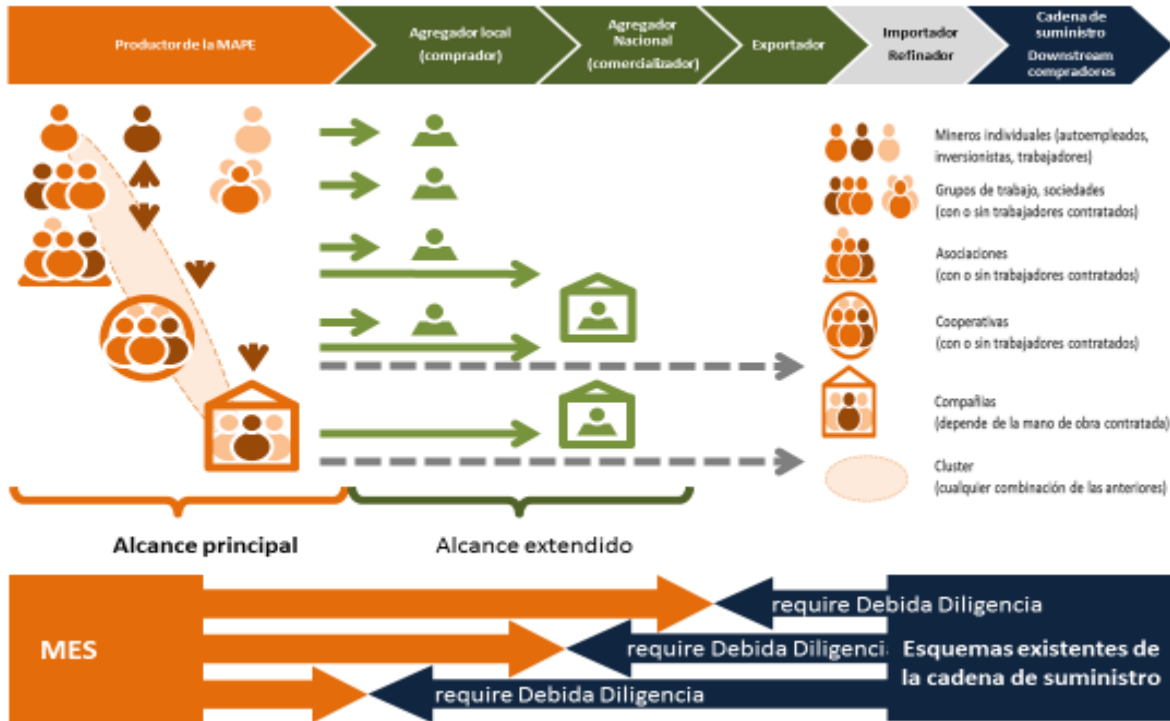 Productor de la MAPE
Agregador local
(comprador)
Agregador
Nacional
(comercializador)
Exportador
Importador
Refinador
Cadena de
suministro
Downstream
compradores
Mineros individuales (autoempleados,
inversionistas, trabajadores)
Grupos de trabajo, sociedades
(con o sin trabajadores contratados)
Asociaciones
(con o sin trabajadores contratados)
Cooperativas
(con o sin trabajadores contratados)
Compañías
(depende de la mano de obra contratada)
Cluster
(cualquier combinación de las anteriores)
Alcance principal
Alcance extendido
MES
require Debida Diligencia
require Debida Diligencia
require Debida Diligencia
Esquemas existentes de
la cadena de suministro